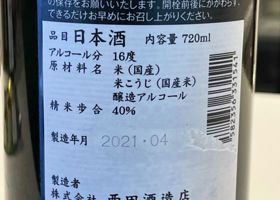 の保存をお願いいたします。開栓前後にかかわらず、
できるだけお早めにお召し上がりください。
品目 日本酒 内容量 720ml
アルコール分 16度
原材料名 米(国産)
米こうじ(国産米)
醸造アルコール
精米歩合 40%
製造年月 2021・04
製造者
株式会社 西田酒造店
4582356331541